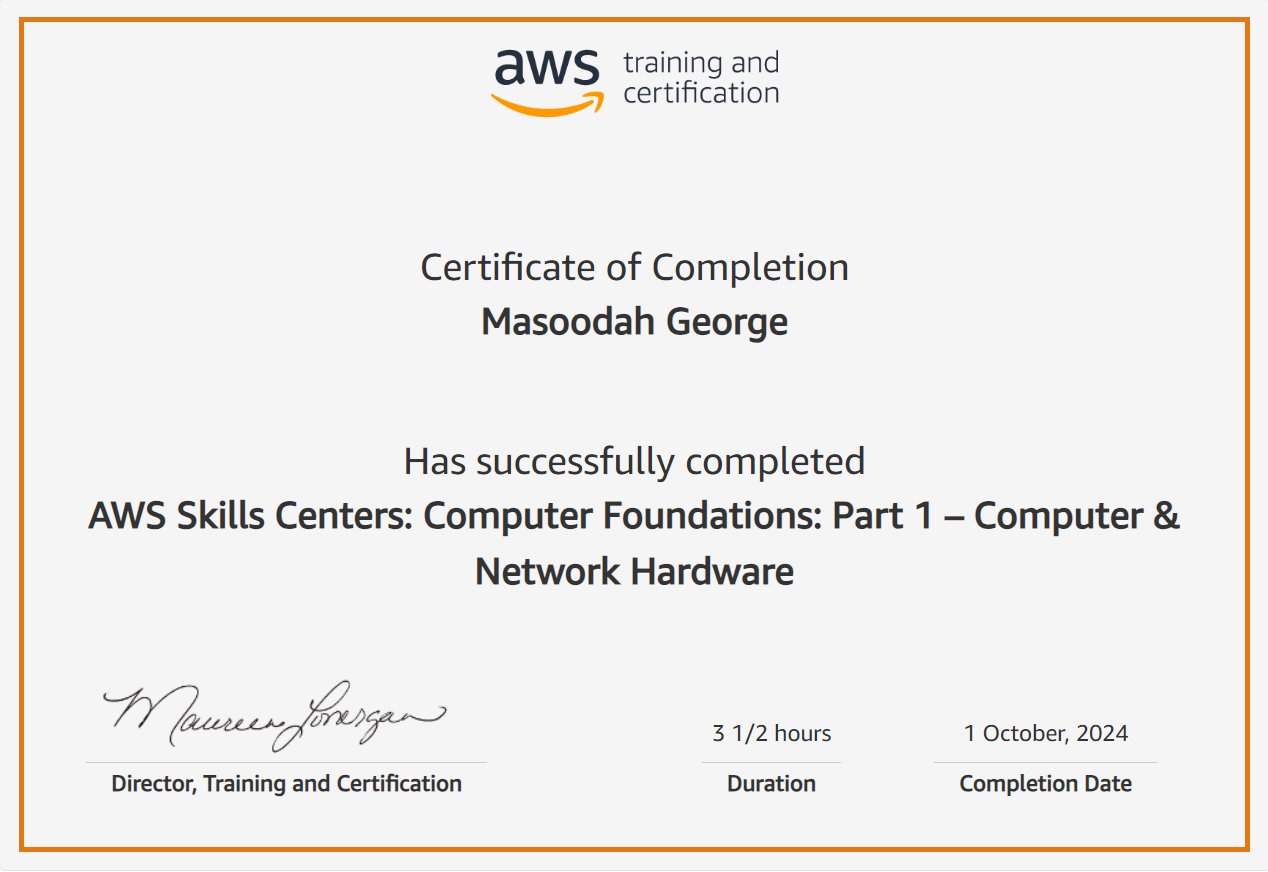 aws training and
certification
Certificate of Completion
Masoodah George
Has successfully completed
AWS Skills Centers: Computer Foundations: Part 1 – Computer &
Network Hardware
Maureen Lonergan
3 1/2 hours
1 October, 2024
Director, Training and Certification
Duration
Completion Date